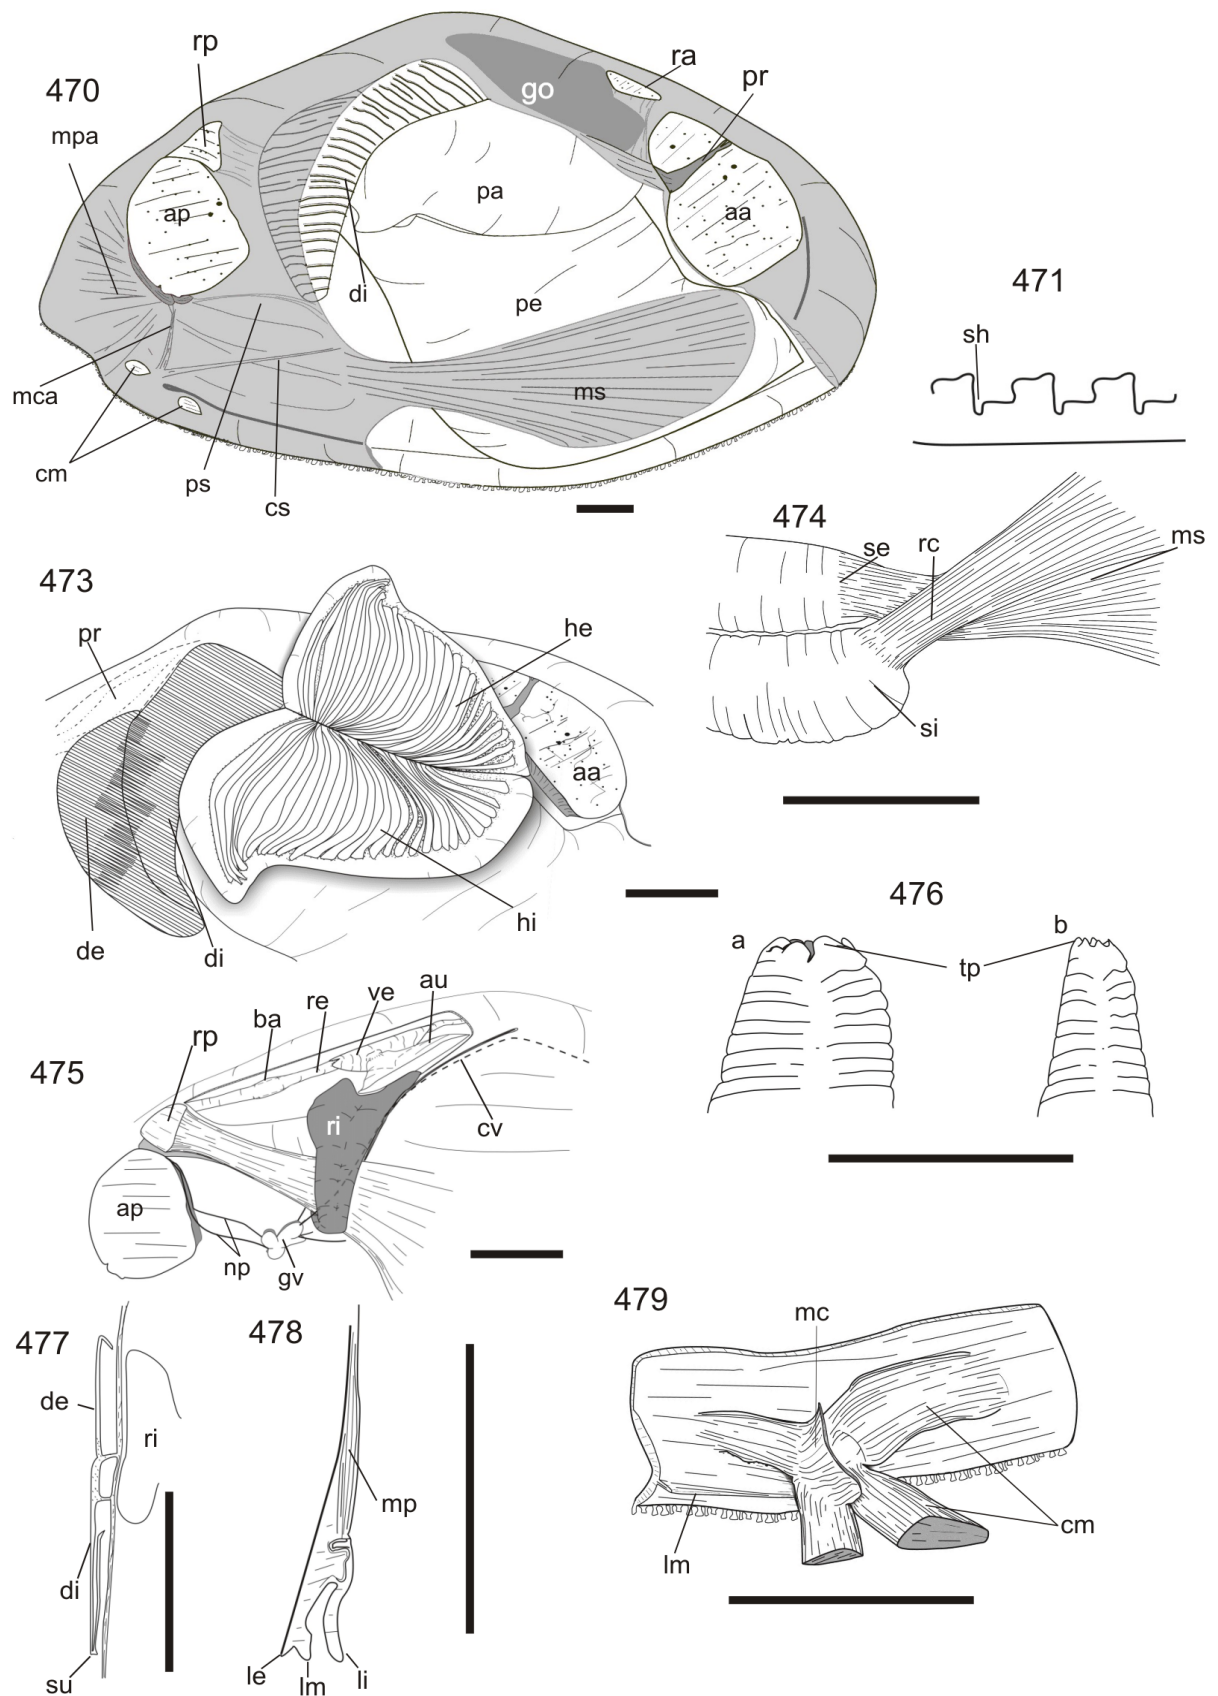 470
rp
mpa
ap
go
ra
pr
pa
aa
di
pe
ms
mca
cm
ps
cs
471
sh
474
se
rc
ms
si
473
pr
he
aa
de
di
hi
476
a
b
tp
475
rp
ba
re
ve
au
ri
cv
ap
np
gv
477
de
ri
di
su
478
mp
le
lm
li
479
mc
cm
lm